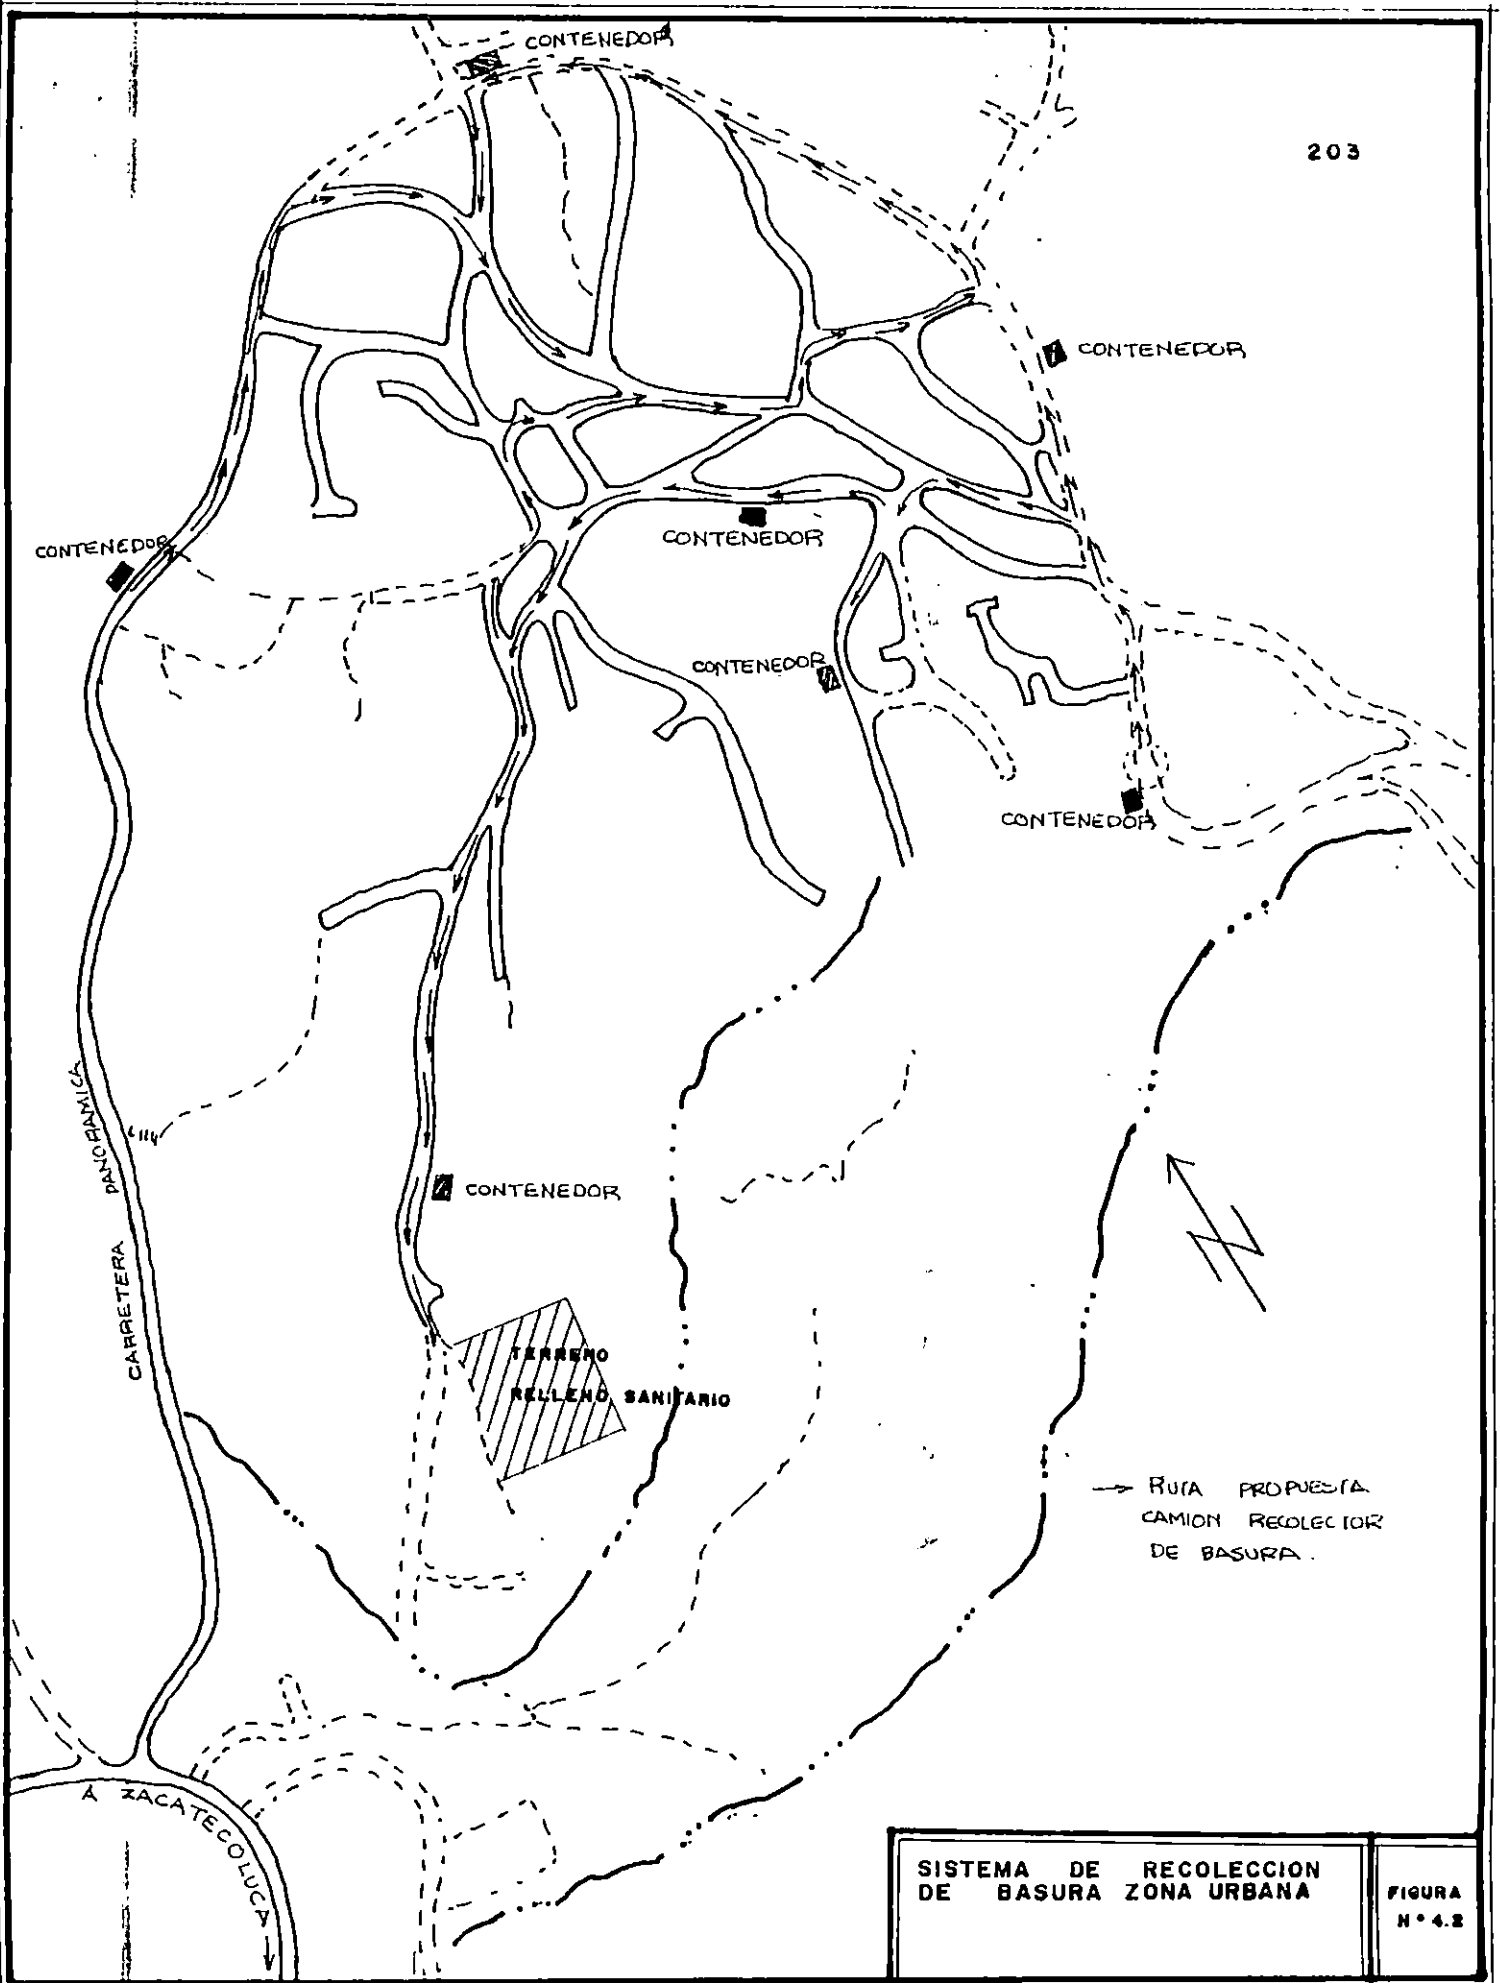 CONTENEDOR
203
CONTENEDOR
CONTENEDOR
CONTENEDOR
CONTENEDOR
CONTENEDOR
CARRETERA PANORAMICA
CONTENEDOR
TERRENO
RELLENO SANITARIO
→ RUTA PROPUESTA
CAMION RECOLECTOR
DE BASURA.
A ZACATECOLUCA
SISTEMA DE RECOLECCION
DE BASURA ZONA URBANA
FIGURA
N° 4.2